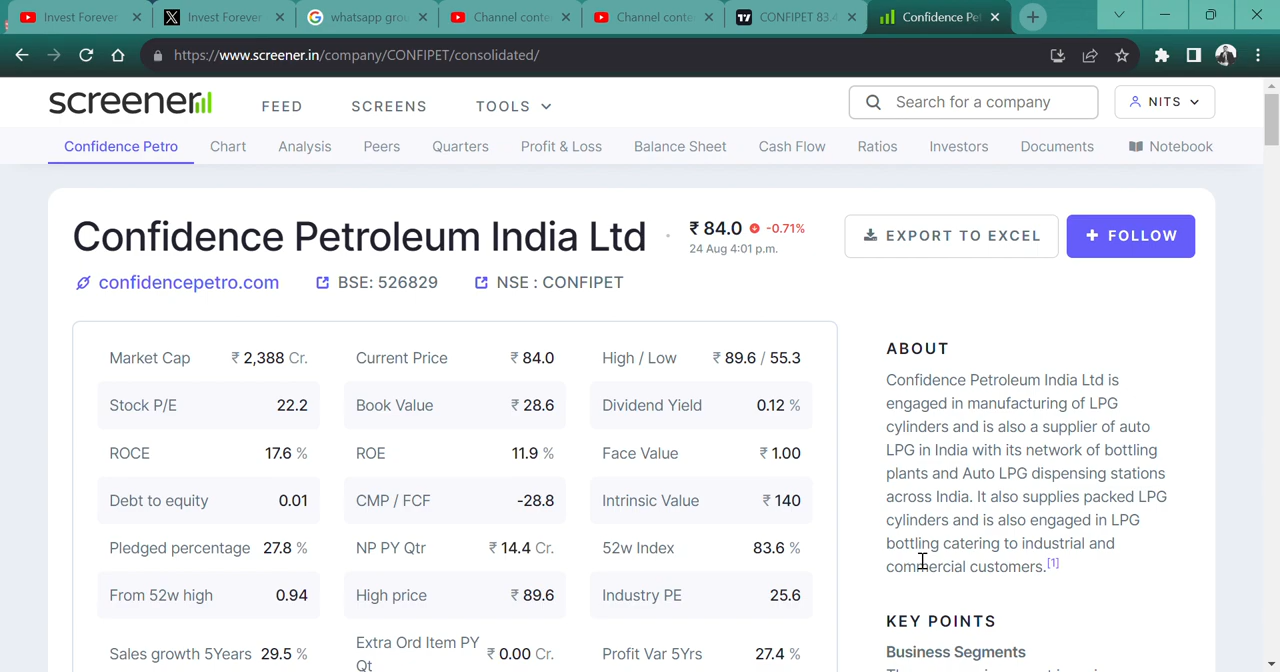 Invest Forever
Invest Forever
whatsapp grou
Channel conte
Channel conte
CONFIPET 83.
Confidence Pe
https://www.screener.in/company/CONFIPET/consolidated/
screener
FEED
SCREENS
TOOLS
Search for a company
NITS
Confidence Petro
Chart
Analysis
Peers
Quarters
Profit & Loss
Balance Sheet
Cash Flow
Ratios
Investors
Documents
Notebook
Confidence Petroleum India Ltd
₹ 84.0 -0.71%
24 Aug 4:01 p.m.
EXPORT TO EXCEL
+ FOLLOW
confidencepetro.com
BSE: 526829
NSE : CONFIPET
Market Cap ₹ 2,388 Cr.
Current Price ₹ 84.0
High / Low ₹ 89.6 / 55.3
Stock P/E 22.2
Book Value ₹ 28.6
Dividend Yield 0.12 %
ROCE 17.6 %
ROE 11.9 %
Face Value ₹ 1.00
Debt to equity 0.01
CMP / FCF -28.8
Intrinsic Value ₹ 140
Pledged percentage 27.8 %
NP PY Qtr ₹ 14.4 Cr.
52w Index 83.6 %
From 52w high 0.94
High price ₹ 89.6
Industry PE 25.6
Sales growth 5Years 29.5 %
Extra Ord Item PY
Qt ₹ 0.00 Cr.
Profit Var 5Yrs 27.4 %
ABOUT
Confidence Petroleum India Ltd is
engaged in manufacturing of LPG
cylinders and is also a supplier of auto
LPG in India with its network of bottling
plants and Auto LPG dispensing stations
across India. It also supplies packed LPG
cylinders and is also engaged in LPG
bottling catering to industrial and
commercial customers.[1]
KEY POINTS
Business Segments